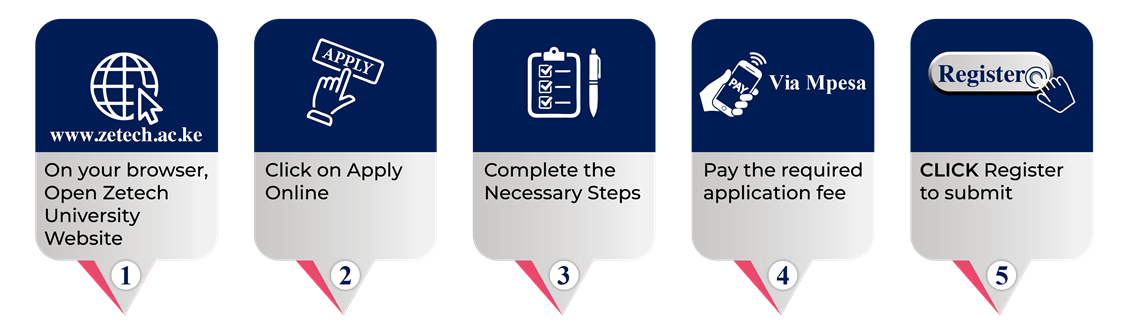 www.zetech.ac.ke
On your browser,
Open Zetech
University
Website
1
APPLY
Click on Apply
Online
2
Complete the
Necessary Steps
3
PAY
Via Mpesa
Pay the required
application fee
4
Register
CLICK Register
to submit
5